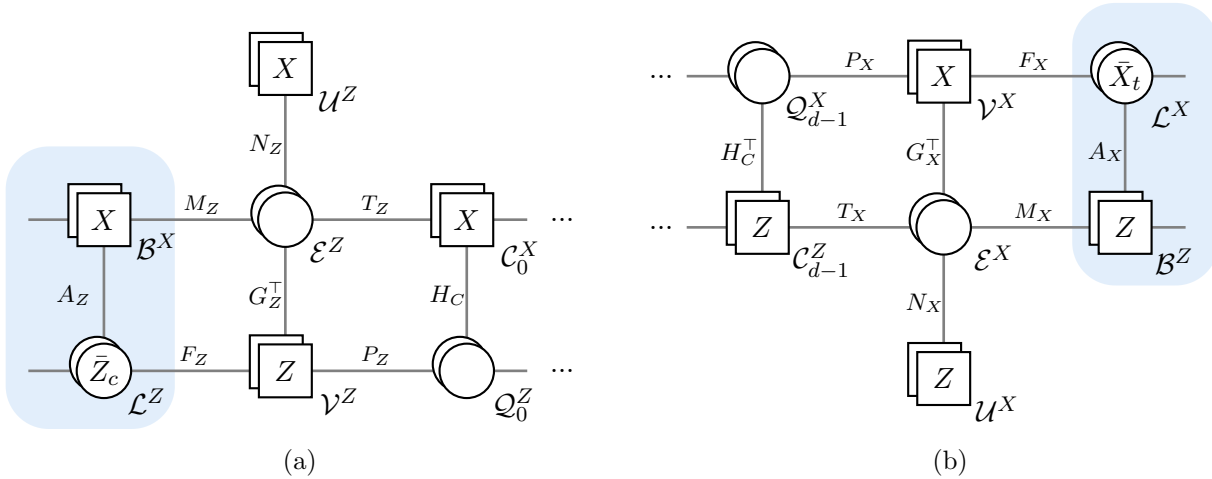 X
𝒰^Z
N_Z
X
M_Z
T_Z
X
...
ℬ^X
ℰ^Z
𝒞_0^X
A_Z
G_Z^⊤
H_C
Z̄_c
F_Z
Z
P_Z
...
ℒ^Z
𝒱^Z
𝒬_0^Z
(a)
...
P_X
X
F_X
X̄_t
𝒬_{d−1}^X
𝒱^X
ℒ^X
H_C^⊤
G_X^⊤
A_X
...
Z
T_X
M_X
Z
𝒞_{d−1}^Z
ℰ^X
ℬ^Z
N_X
Z
𝒰^X
(b)